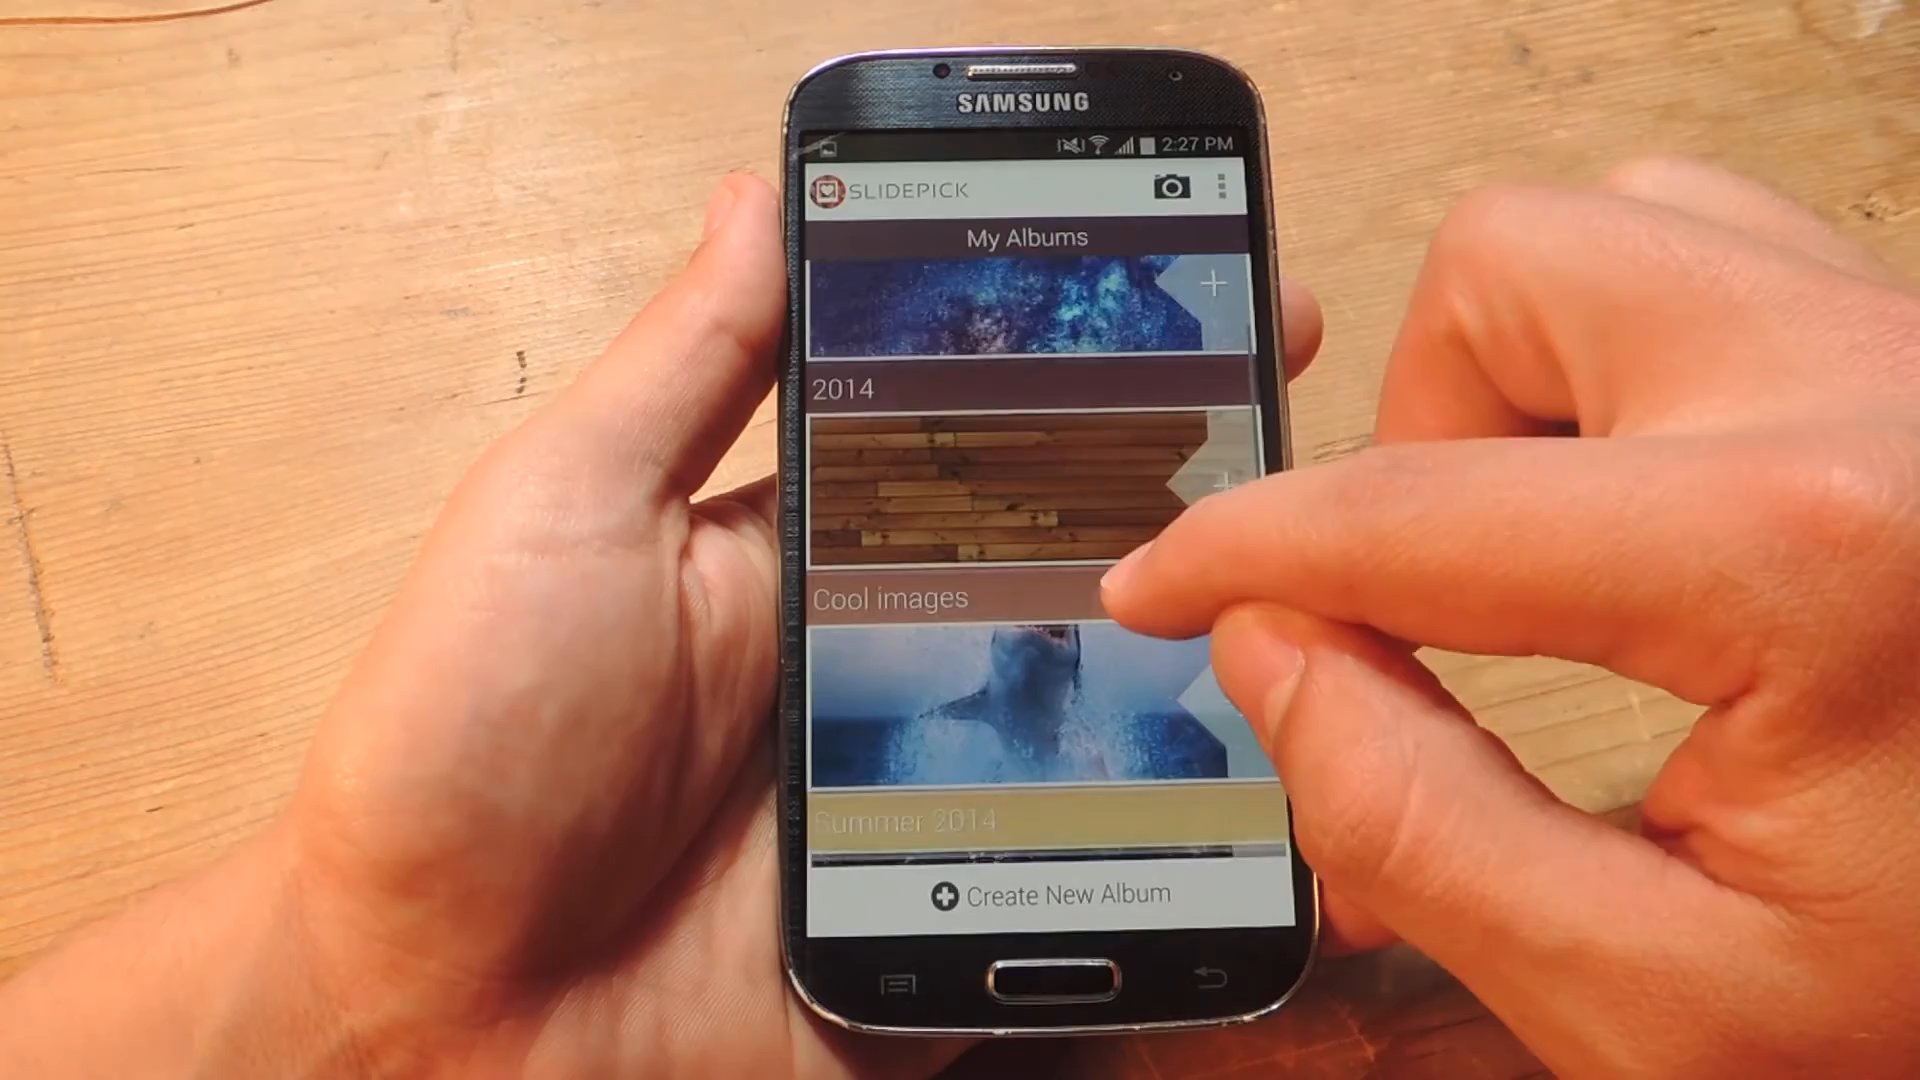 SAMSUNG
2:27 PM
SLIDEPICK
My Albums
2014
Cool images
Summer 2014
Create New Album